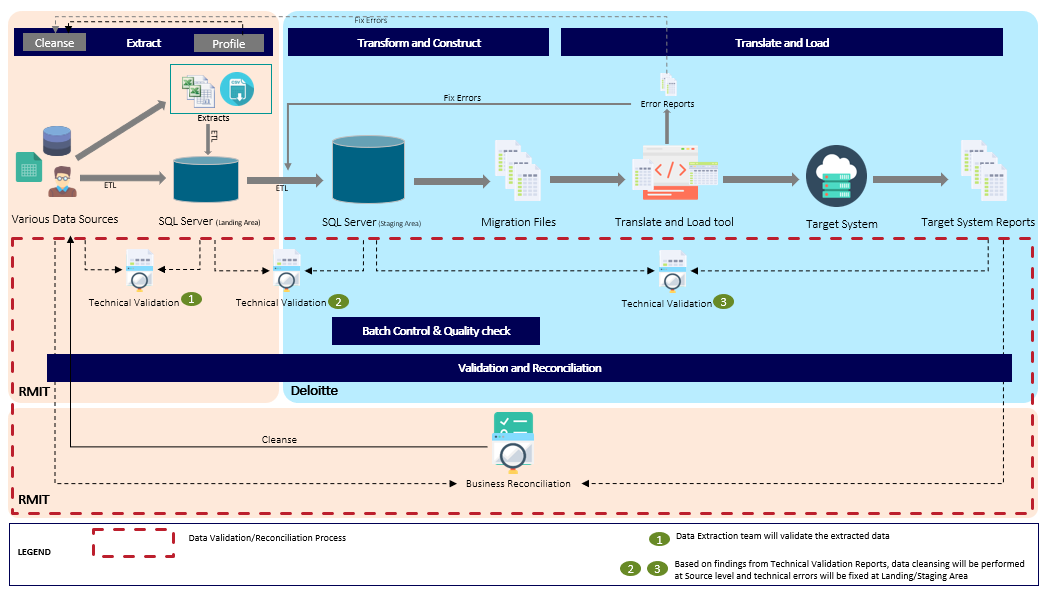 Fix Errors
Cleanse
Extract
Profile
Transform and Construct
Translate and Load
CSV
Extracts
ETL
Fix Errors
Error Reports
ETL
ETL
Various Data Sources
SQL Server (Landing Area)
SQL Server (Staging Area)
Migration Files
Translate and Load tool
Target System
Target System Reports
Technical Validation 1
Technical Validation 2
Technical Validation 3
Batch Control & Quality check
Validation and Reconciliation
RMIT
Deloitte
Cleanse
Business Reconciliation
RMIT
LEGEND
Data Validation/Reconciliation Process
1 Data Extraction team will validate the extracted data
2 3 Based on findings from Technical Validation Reports, data cleansing will be performed
at Source level and technical errors will be fixed at Landing/Staging Area